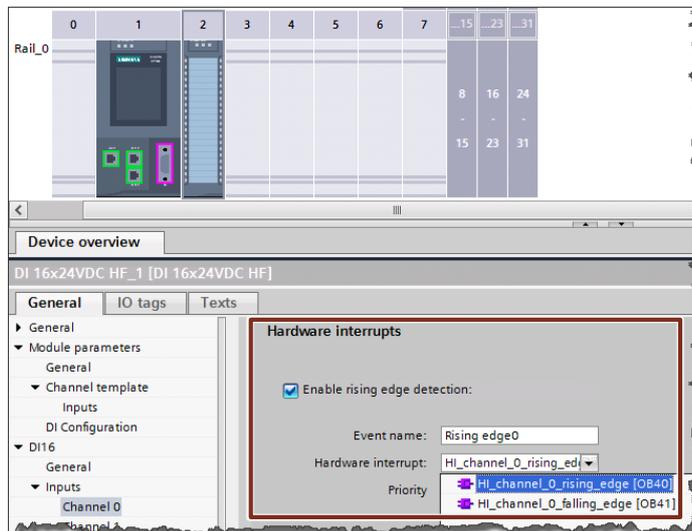 0 1 2 3 4 5 6 7 ...15 ...23 ...31
Rail_0
SIEMENS
8 16 24
- - -
15 23 31
Device overview
DI 16x24VDC HF_1 [DI 16x24VDC HF]
General IO tags Texts
General
Module parameters
General
Channel template
Inputs
DI Configuration
DI16
General
Inputs
Channel 0
Channel 1
Hardware interrupts
Enable rising edge detection:
Event name: Rising edge0
Hardware interrupt: HI_channel_0_rising_ed
Priority
HI_channel_0_rising_edge [OB40]
HI_channel_0_falling_edge [OB41]